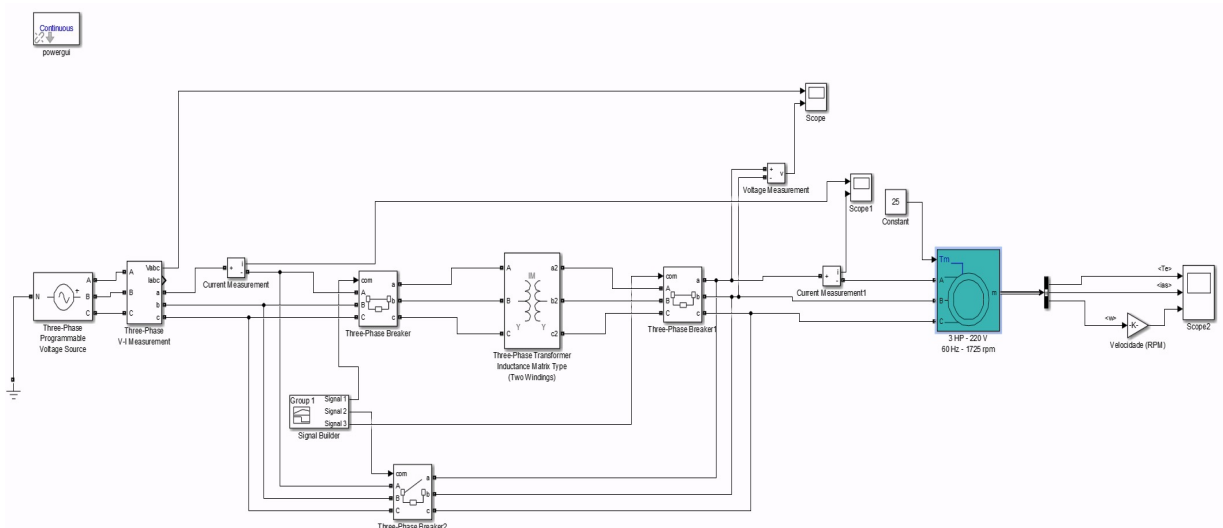 Continuous
powergui
Scope
+
-
v
Voltage Measurement
Scope1
25
Constant
N
+
A
B
C
Three-Phase
Programmable
Voltage Source
A
B
C
Vabc
Iabc
a
b
c
Three-Phase
V-I Measurement
+
i
-
Current Measurement
com
A
B
C
a
b
c
Three-Phase Breaker
A
B
C
IM
Y
Y
a2
b2
c2
Three-Phase Transformer
Inductance Matrix Type
(Two Windings)
com
A
B
C
a
b
c
Three-Phase Breaker1
+
i
-
Current Measurement1
Tm
A
B
C
m
3 HP - 220 V
60 Hz - 1725 rpm
<Te>
<ias>
<w>
-K-
Velocidade (RPM)
Scope2
Group 1
Signal 1
Signal 2
Signal 3
Signal Builder
com
A
B
C
a
b
c
Three-Phase Breaker2